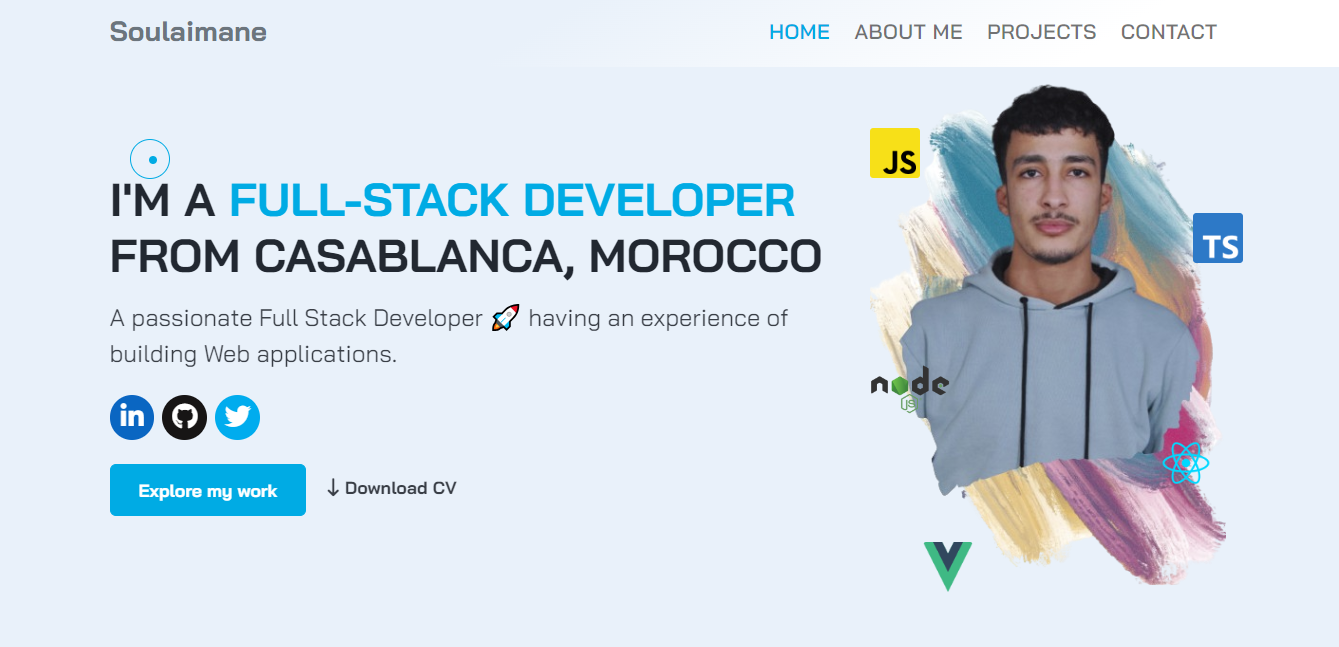 Soulaimane
HOME ABOUT ME PROJECTS CONTACT
JS
I'M A FULL-STACK DEVELOPER
TS
FROM CASABLANCA, MOROCCO
A passionate Full Stack Developer 🚀 having an experience of
building Web applications.
node
JS
in
Explore my work
↓ Download CV